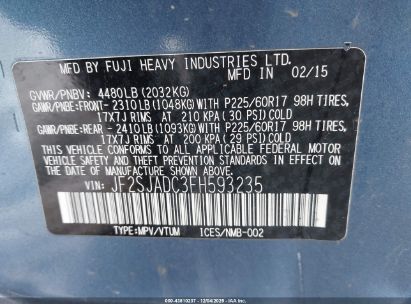 MFD BY FUJI HEAVY INDUSTRIES LTD. 02/15
GVWR/PNBV: 4480LB(2032KG)
GAWR/PNBE:FRONT-2310LB(1048KG)WITH P225/60R17 98H TIRES,
17X7J RIMS AT 210 KPA(30 PSI)COLD
GAWR/PNBE:REAR -2410LB(1093KG)WITH P225/60R17 98H TIRES,
17X7J RIMS AT 200 KPA(29 PSI)COLD
THIS VEHICLE CONFORMS TO ALL APPLICABLE FEDERAL MOTOR
VEHICLE SAFETY, BUMPER, AND THEFT PREVENTION STANDARDS
IN EFFECT ON THE DATE OF MANUFACTURE SHOWN ABOVE.
VIN: JF2SJADC3FH593235
TYPE:MPV/VTUM ICES/NMB-002